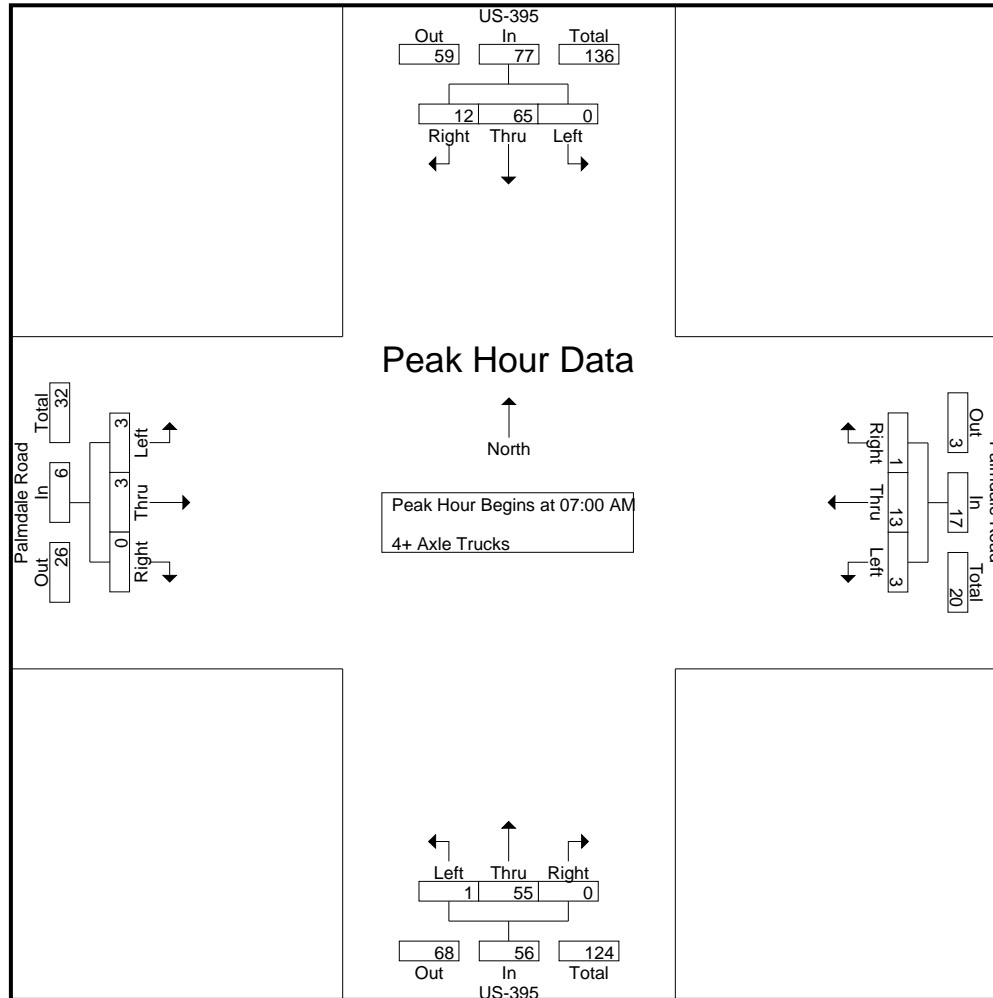 US-395
Out In Total
59 77 136
12 65 0
Right Thru Left
Peak Hour Data
North
Peak Hour Begins at 07:00 AM
4+ Axle Trucks
Palmdale Road
Out In Total
26 6 32
Left Thru Right
3 3 0
Out In Total
3 17 20
Right Thru Left
1 13 3
Left Thru Right
1 55 0
68 56 124
Out In Total
US-395